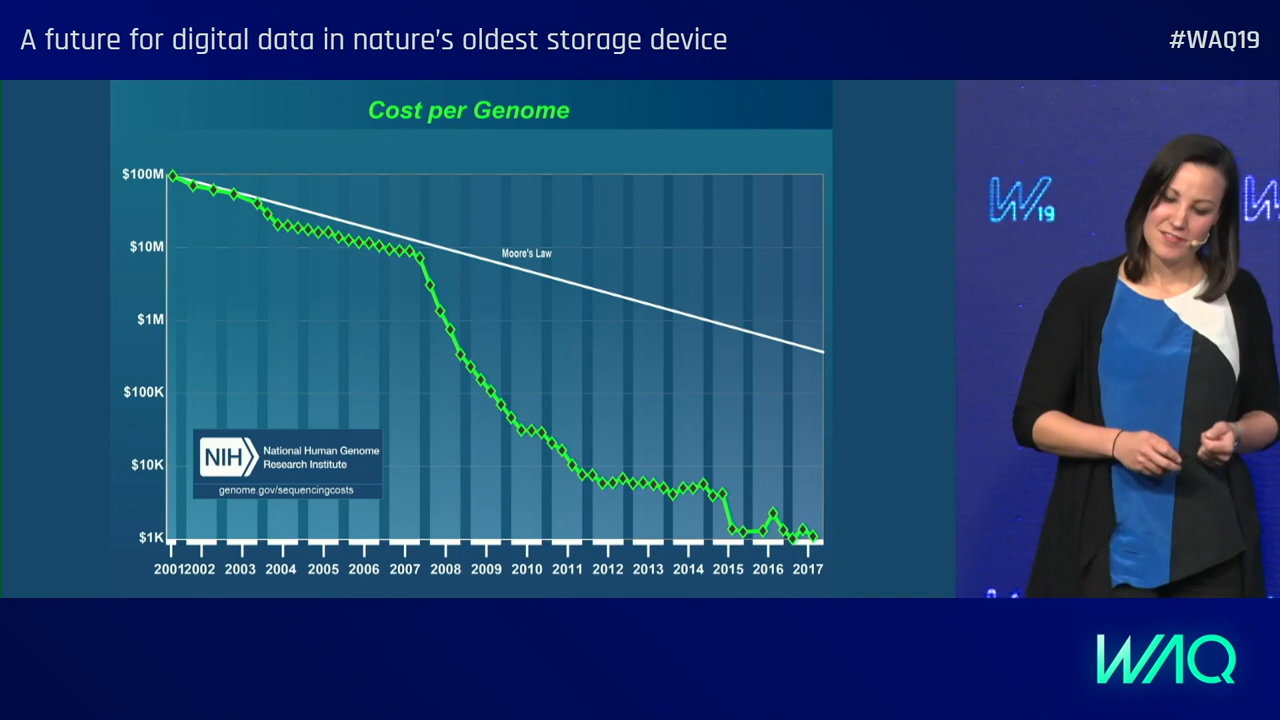 A future for digital data in nature's oldest storage device
#WAQ19
Cost per Genome
$100M
$10M
$1M
$100K
$10K
$1K
Moore's Law
NIH
National Human Genome
Research Institute
genome.gov/sequencingcosts
2001 2002 2003 2004 2005 2006 2007 2008 2009 2010 2011 2012 2013 2014 2015 2016 2017
W19
WAQ